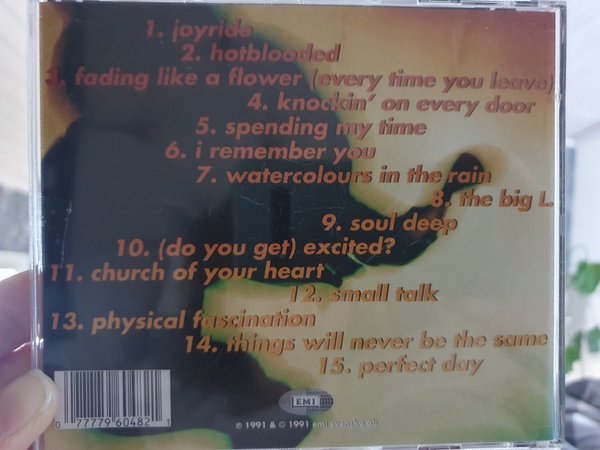 1. joyride
2. hotblooded
3. fading like a flower (every time you leave)
4. knockin' on every door
5. spending my time
6. i remember you
7. watercolours in the rain
8. the big L.
9. soul deep
10. (do you get) excited?
11. church of your heart
12. small talk
13. physical fascination
14. things will never be the same
15. perfect day
EMI
0 77779 60482 1
℗ 1991 & © 1991 emi svenska ab